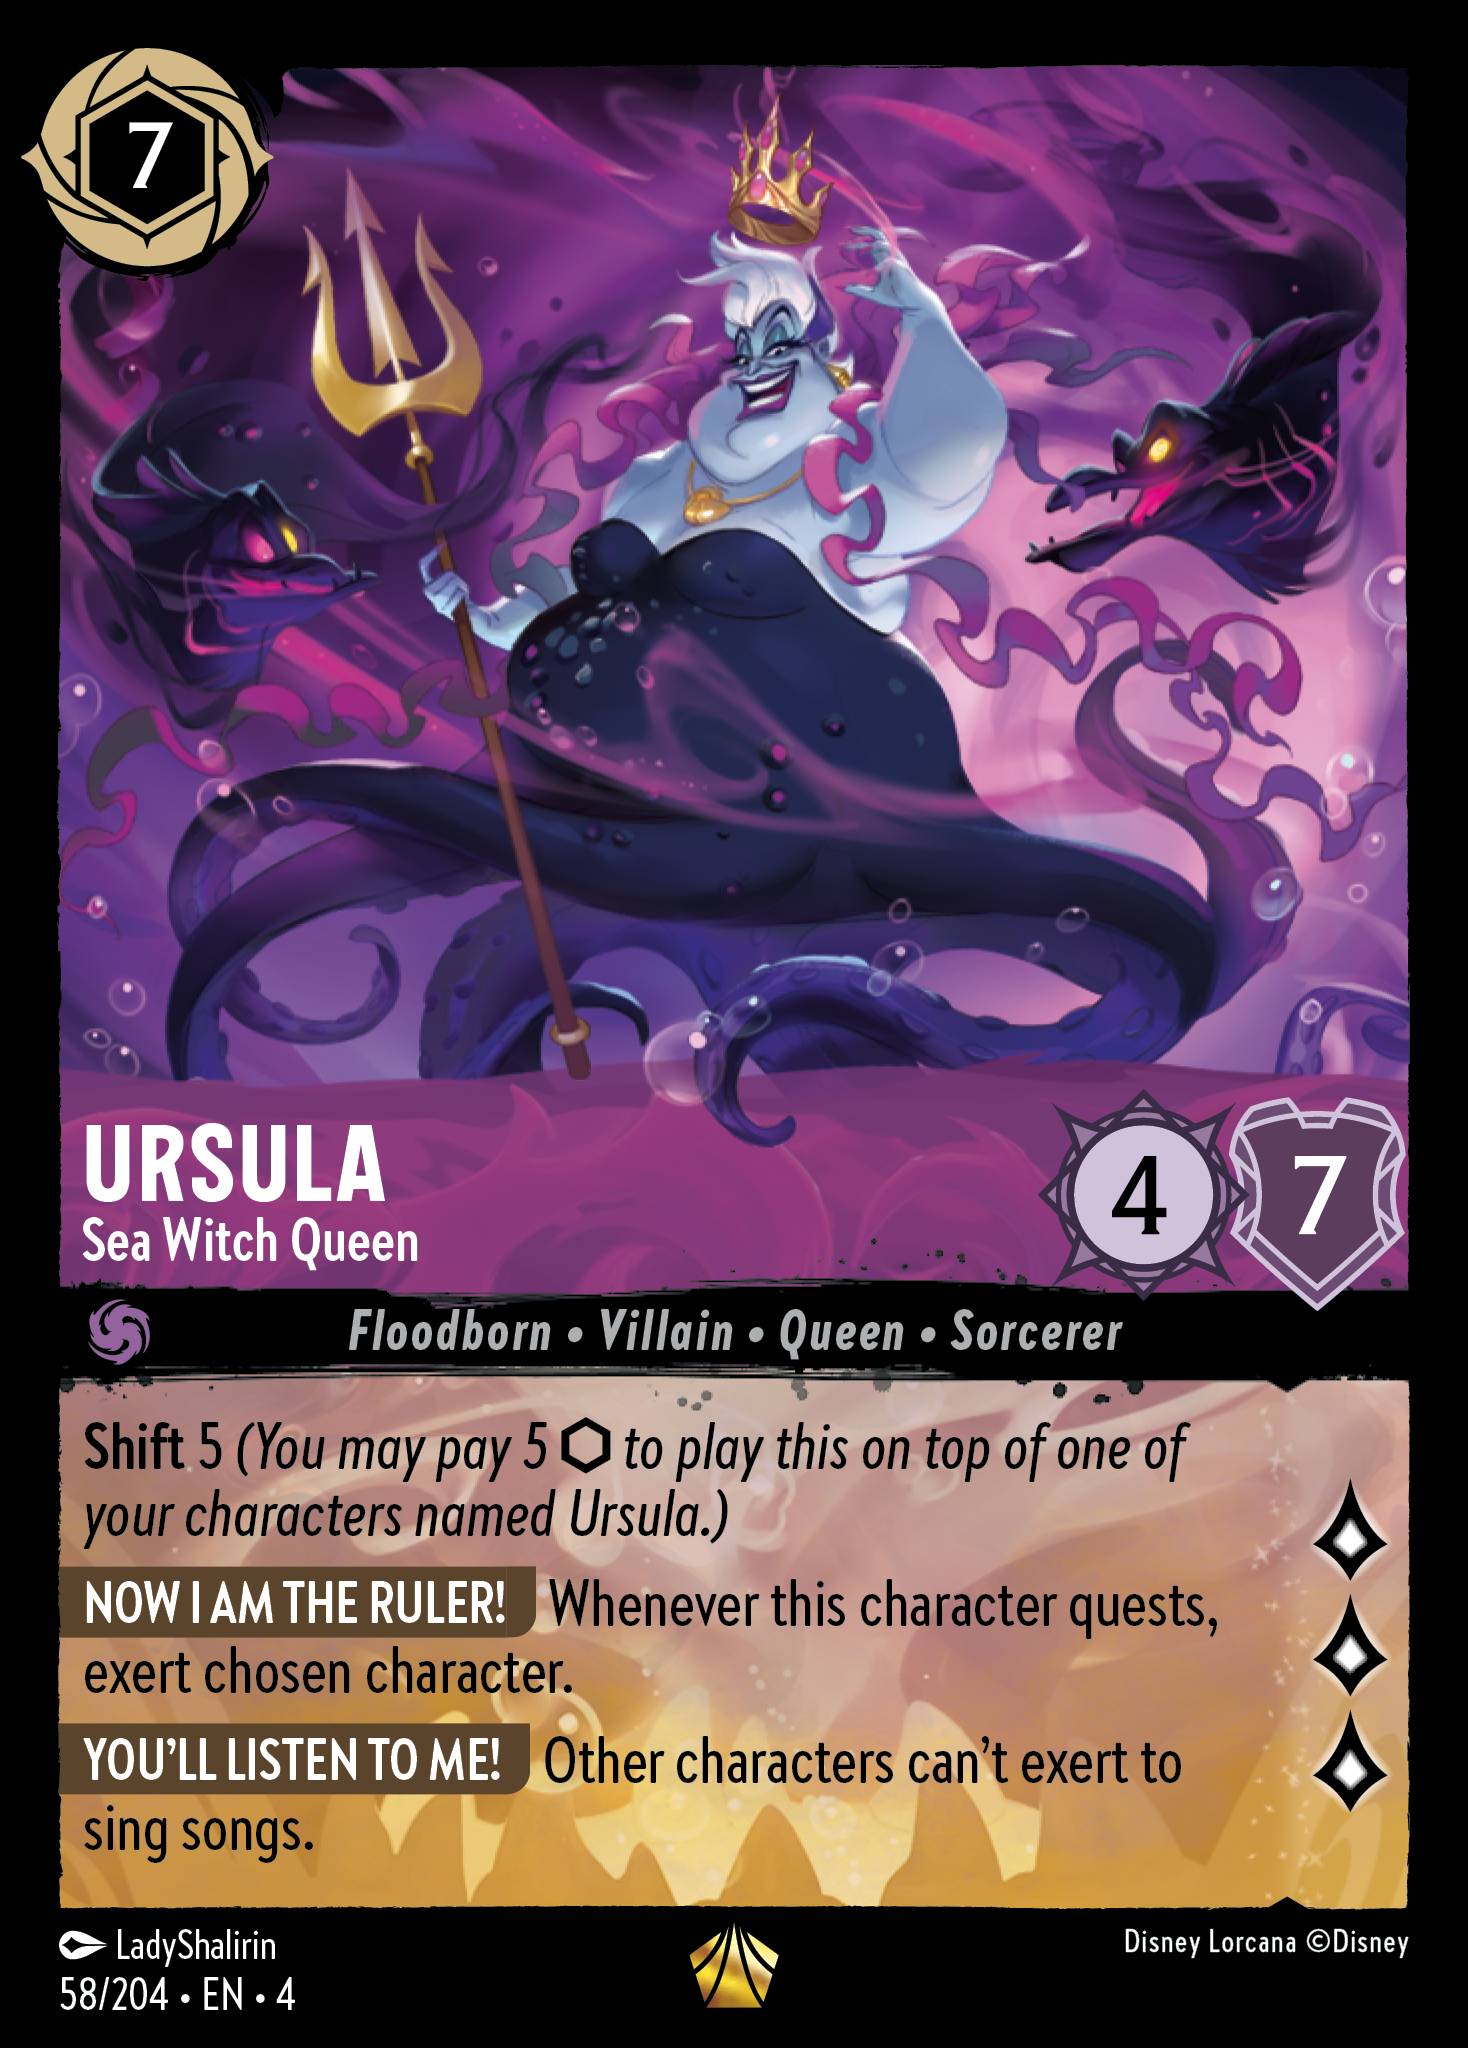 7
URSULA
Sea Witch Queen
4
7
Floodborn • Villain • Queen • Sorcerer
Shift 5 (You may pay 5 ⬡ to play this on top of one of
your characters named Ursula.)
NOW I AM THE RULER! Whenever this character quests,
exert chosen character.
YOU’LL LISTEN TO ME! Other characters can’t exert to
sing songs.
LadyShalirin
Disney Lorcana ©Disney
58/204 • EN • 4